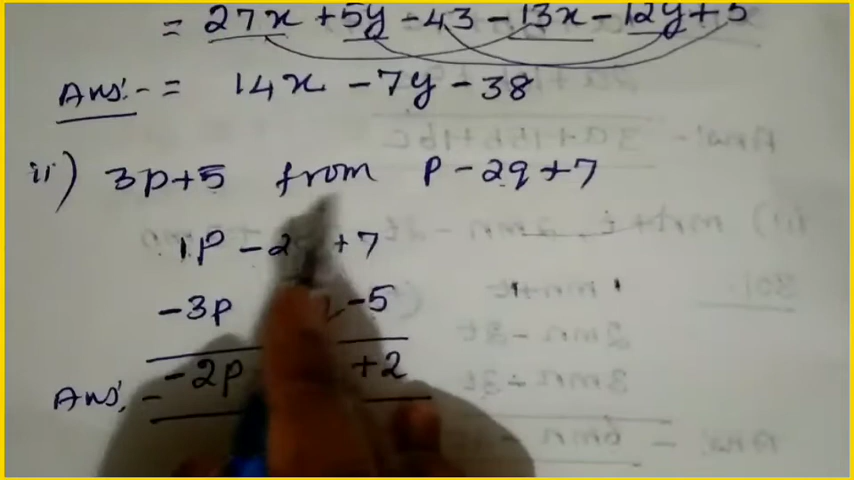 = 27x + 5y - 43 - 13x - 12y + 5
Ans:- = 14x - 7y - 38
ii) 3p+5 from p - 2q + 7
1p - 2 + 7
-3p - 5
Ans, - -2p + 2